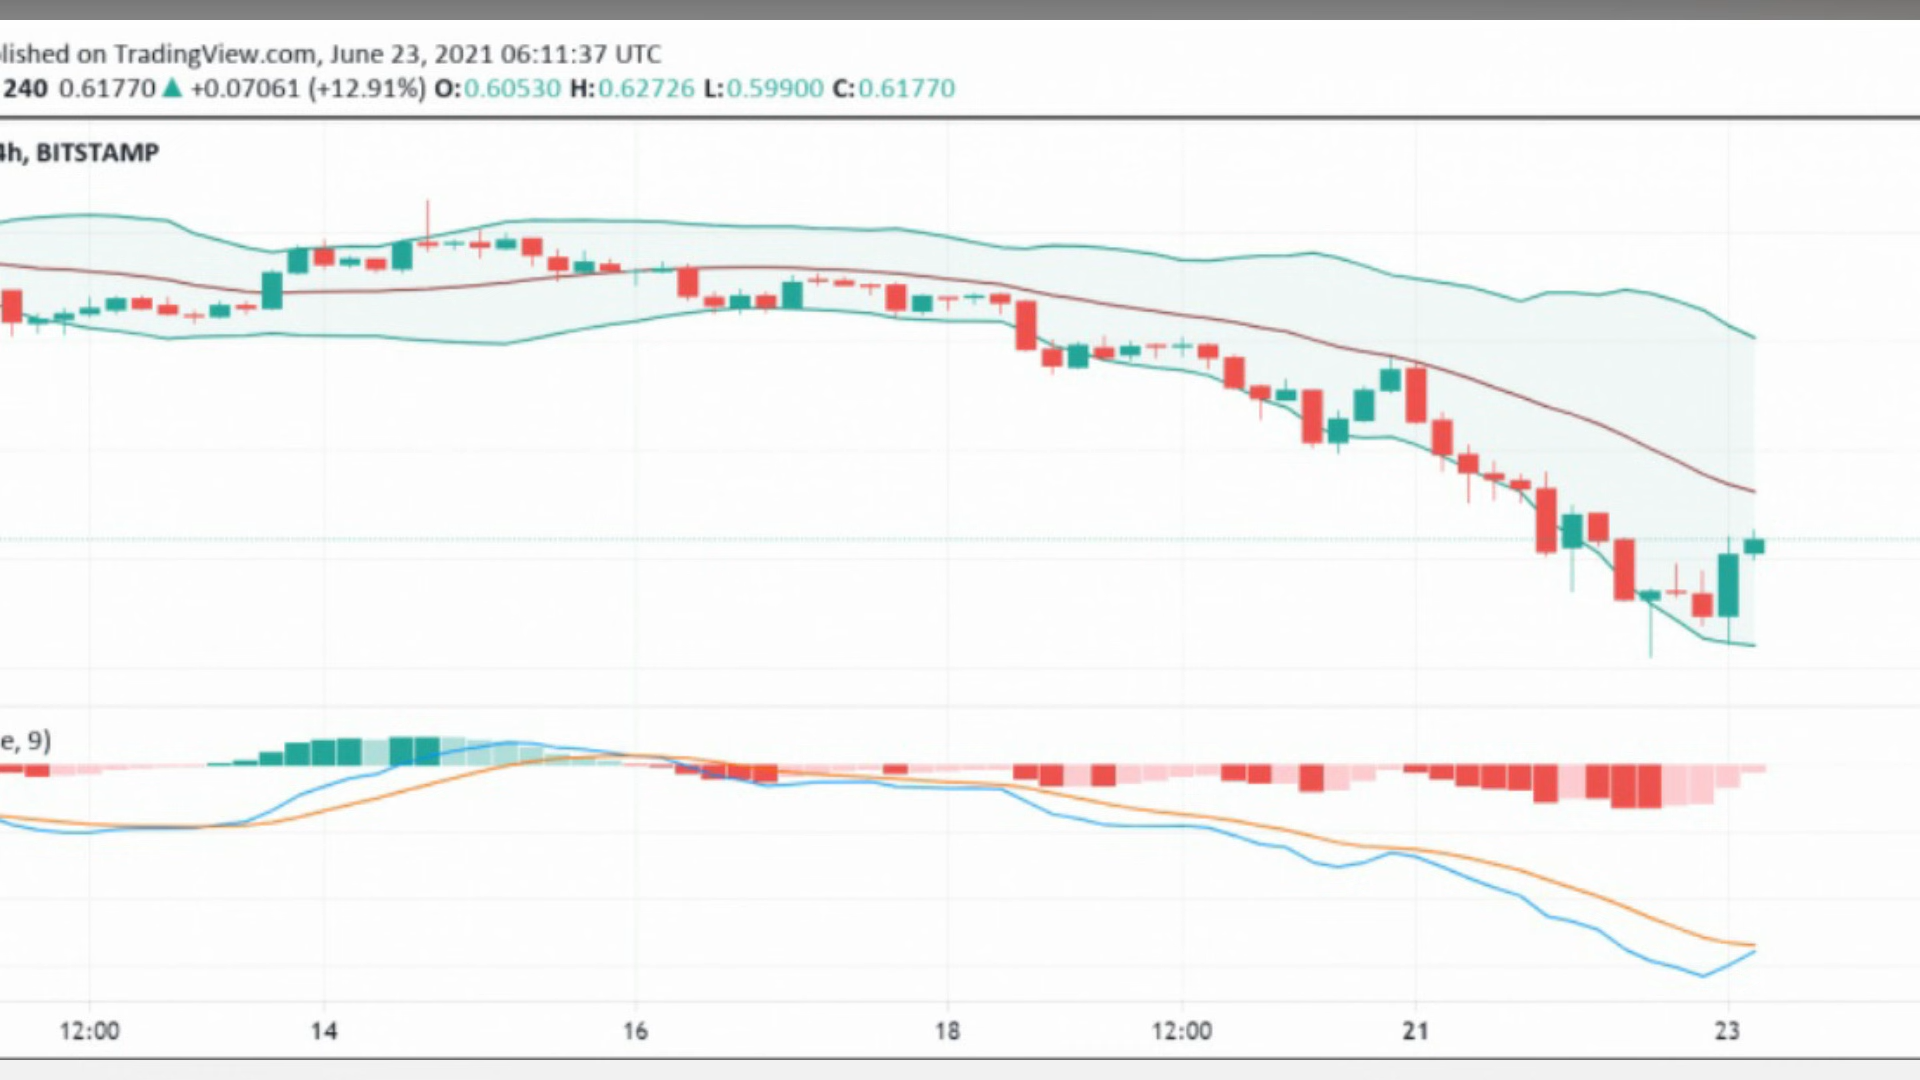 lished on TradingView.com, June 23, 2021 06:11:37 UTC
240 0.61770 ▲ +0.07061 (+12.91%) O:0.60530 H:0.62726 L:0.59900 C:0.61770
4h, BITSTAMP
e, 9)
12:00 14 16 18 12:00 21 23